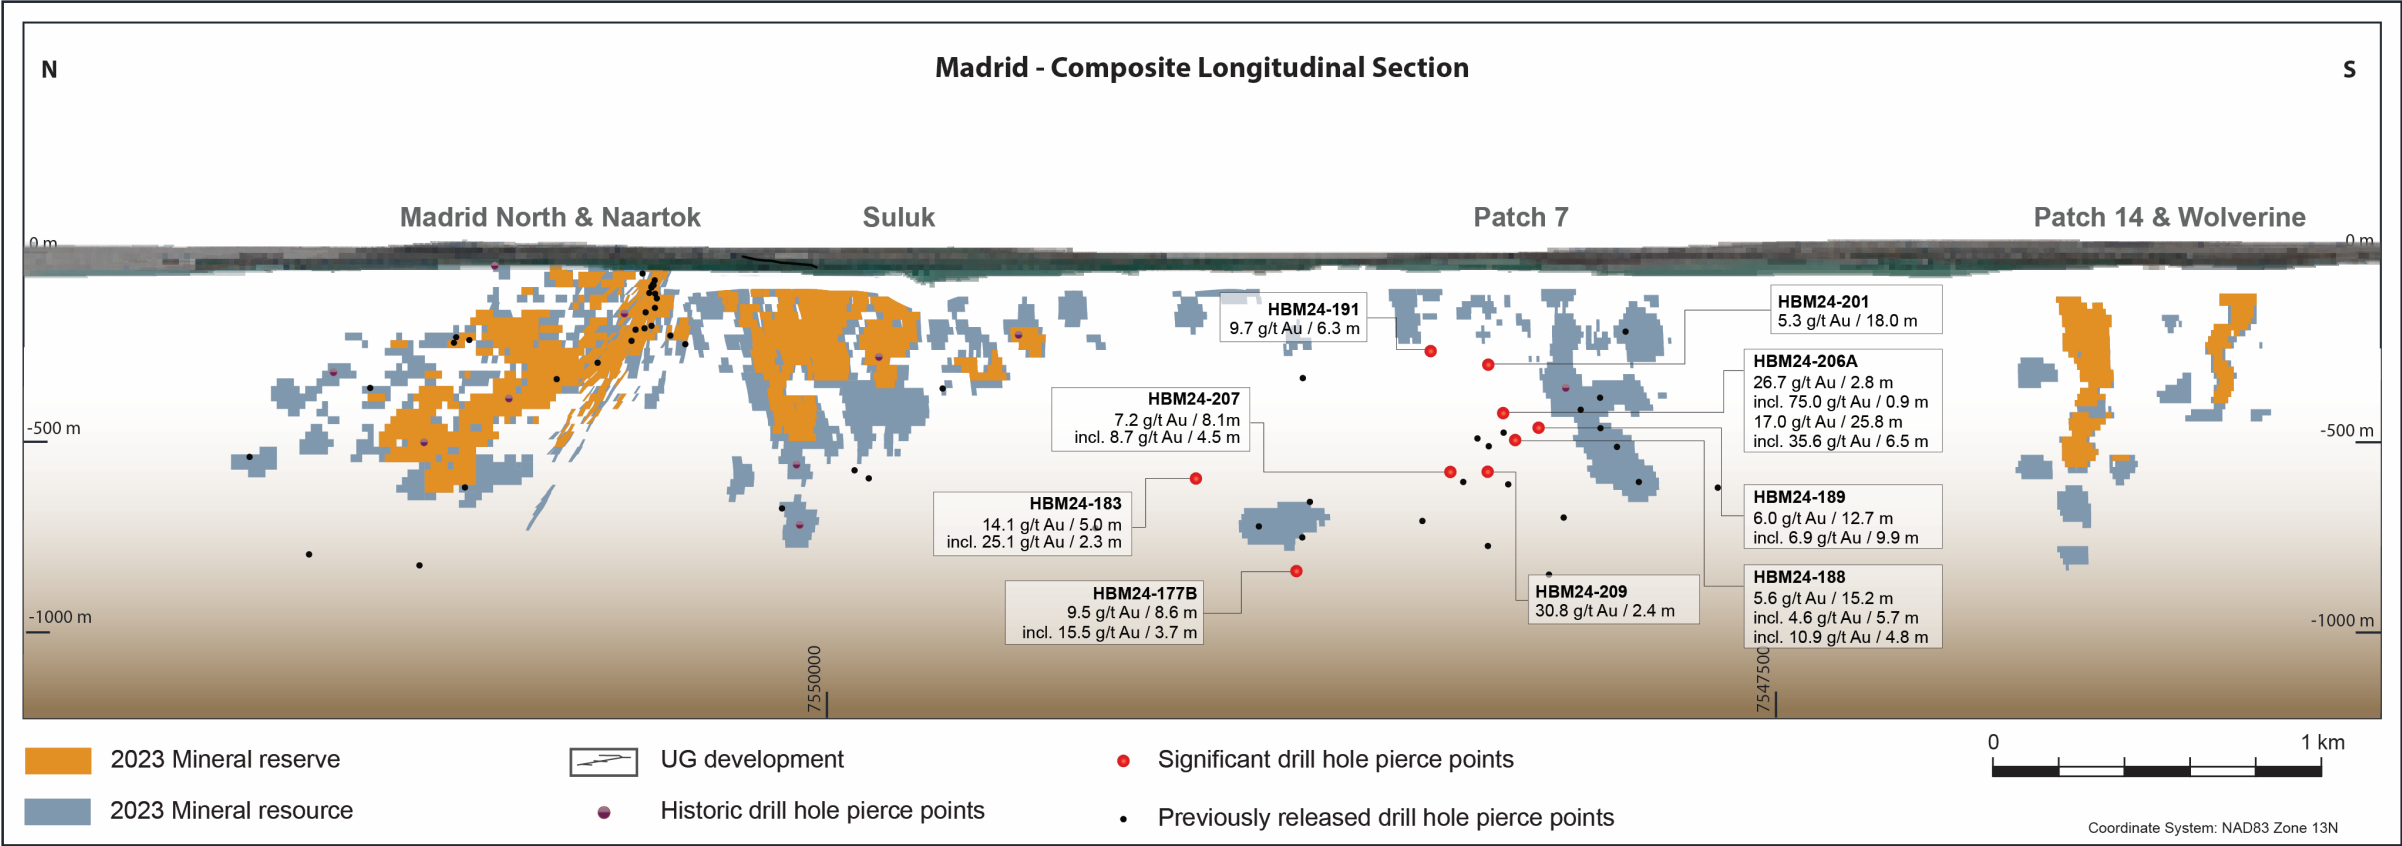 Madrid - Composite Longitudinal Section
N
S
Madrid North & Naartok
Suluk
Patch 7
Patch 14 & Wolverine
0 m
0 m
-500 m
-500 m
-1000 m
-1000 m
HBM24-191
9.7 g/t Au / 6.3 m
HBM24-201
5.3 g/t Au / 18.0 m
HBM24-206A
26.7 g/t Au / 2.8 m
incl. 75.0 g/t Au / 0.9 m
17.0 g/t Au / 25.8 m
incl. 35.6 g/t Au / 6.5 m
HBM24-207
7.2 g/t Au / 8.1m
incl. 8.7 g/t Au / 4.5 m
HBM24-183
14.1 g/t Au / 5.0 m
incl. 25.1 g/t Au / 2.3 m
HBM24-189
6.0 g/t Au / 12.7 m
incl. 6.9 g/t Au / 9.9 m
HBM24-177B
9.5 g/t Au / 8.6 m
incl. 15.5 g/t Au / 3.7 m
HBM24-209
30.8 g/t Au / 2.4 m
HBM24-188
5.6 g/t Au / 15.2 m
incl. 4.6 g/t Au / 5.7 m
incl. 10.9 g/t Au / 4.8 m
7550000
7547500
2023 Mineral reserve
2023 Mineral resource
UG development
Historic drill hole pierce points
Significant drill hole pierce points
Previously released drill hole pierce points
0
1 km
Coordinate System: NAD83 Zone 13N